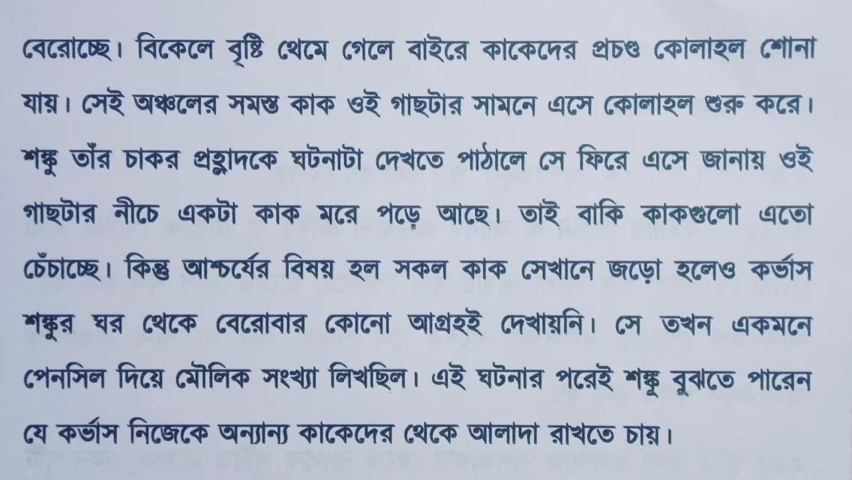 বেরোচ্ছে। বিকেলে বৃষ্টি থেমে গেলে বাইরে কাকেদের প্রচণ্ড কোলাহল শোনা
যায়। সেই অঞ্চলের সমস্ত কাক ওই গাছটার সামনে এসে কোলাহল শুরু করে।
শঙ্কু তাঁর চাকর প্রহ্লাদকে ঘটনাটা দেখতে পাঠালে সে ফিরে এসে জানায় ওই
গাছটার নীচে একটা কাক মরে পড়ে আছে। তাই বাকি কাকগুলো এতো
চেঁচাচ্ছে। কিন্তু আশ্চর্যের বিষয় হল সকল কাক সেখানে জড়ো হলেও কর্ভাস
শঙ্কুর ঘর থেকে বেরোবার কোনো আগ্রহই দেখায়নি। সে তখন একমনে
পেনসিল দিয়ে মৌলিক সংখ্যা লিখছিল। এই ঘটনার পরেই শঙ্কু বুঝতে পারেন
যে কর্ভাস নিজেকে অন্যান্য কাকেদের থেকে আলাদা রাখতে চায়।